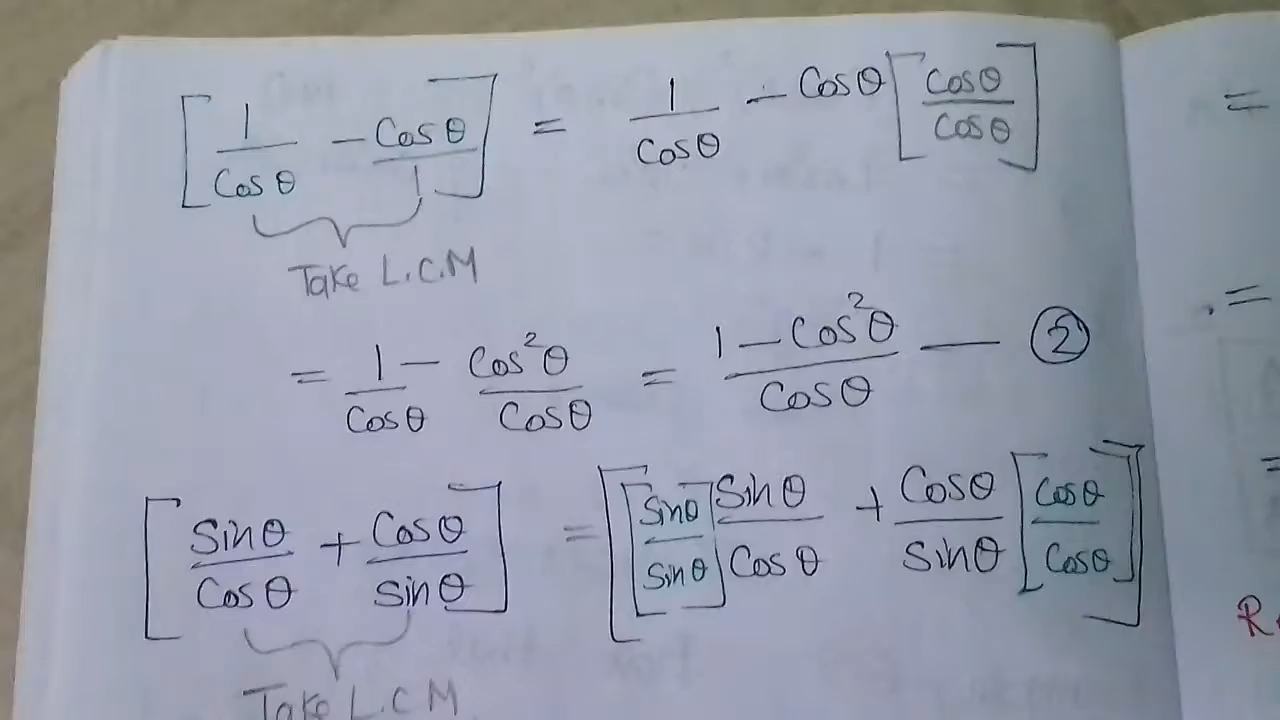 [1/Cosθ - Cosθ/1] = 1/Cosθ - Cosθ[Cosθ/Cosθ]
Take L.C.M
= 1/Cosθ - Cos²θ/Cosθ = 1-Cos²θ/Cosθ — ②
[Sinθ/Cosθ + Cosθ/Sinθ] = [[Sinθ/Sinθ]Sinθ/Cosθ + Cosθ/Sinθ[Cosθ/Cosθ]]
Take L.C.M